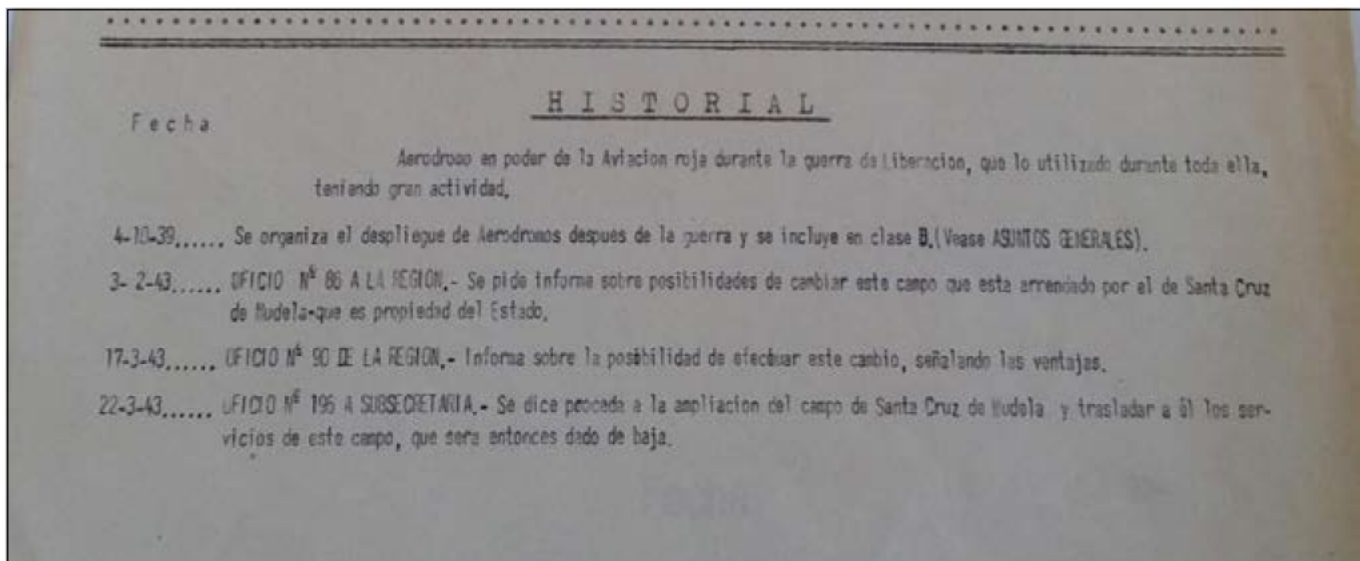 HISTORIAL
Fecha
Aerodromo en poder de la Aviacion roja durante la guerra de Liberacion, que lo utilizado durante toda ella,
teniendo gran actividad,
4-10-39...... Se organiza el despliegue de Aerodromos después de la guerra y se incluye en clase B.(Vease ASUNTOS GENERALES).
3- 2-43...... OFICIO Nº 86 A LA REGION.- Se pide informe sobre posibilidades de cambiar este campo que esta arrendado por el de Santa Cruz
de Mudela-que es propiedad del Estado,
17-3-43...... OFICIO Nº 90 DE LA REGION.- Informa sobre la posibilidad de efectuar este cambio, señalando las ventajas.
22-3-43...... OFICIO Nº 196 A SUBSECRETARIA.- Se dice proceda a la ampliacion del campo de Santa Cruz de Mudela y trasladar a él los ser-
vicios de este campo, que sera entonces dado de baja.